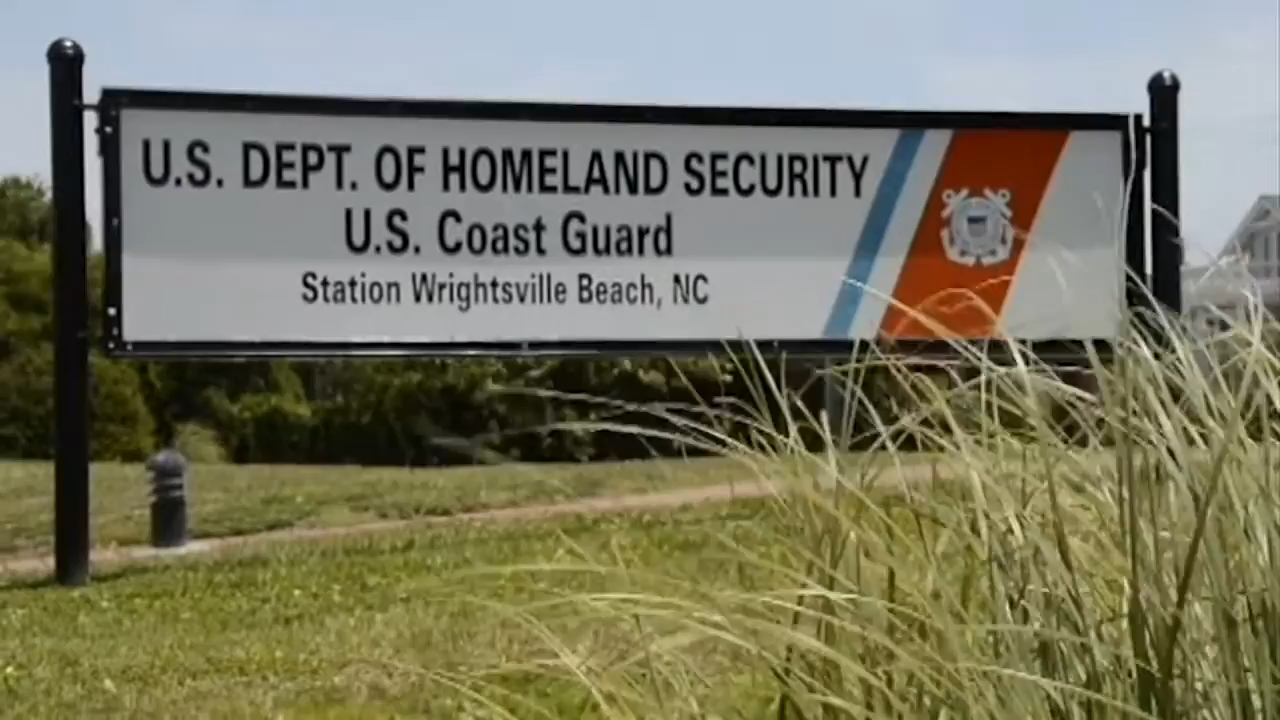 U.S. DEPT. OF HOMELAND SECURITY
U.S. Coast Guard
Station Wrightsville Beach, NC